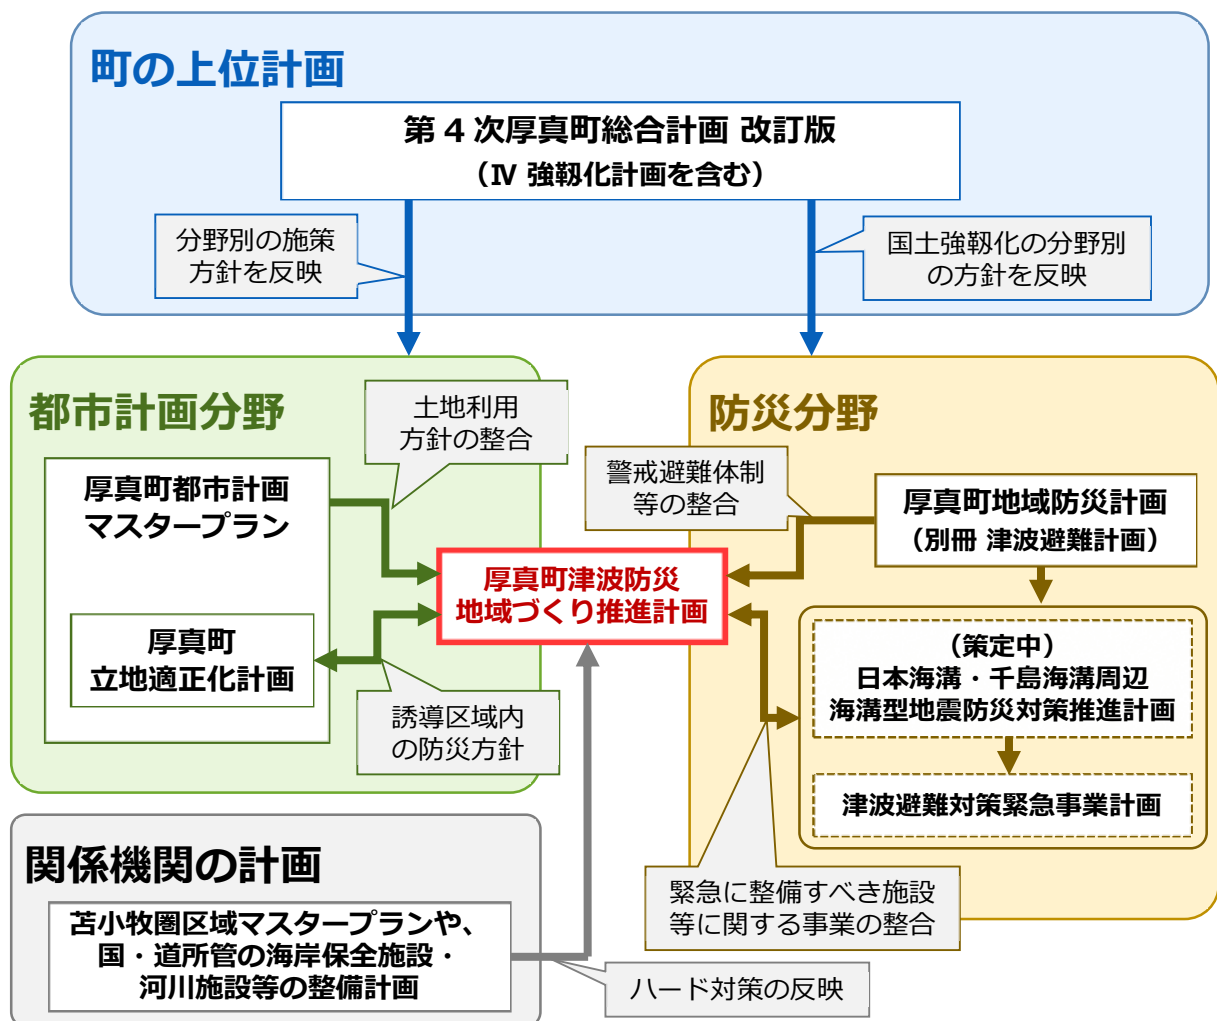 町の上位計画
第 4 次厚真町総合計画 改訂版
（Ⅳ 強靱化計画を含む）
分野別の施策
方針を反映
国土強靱化の分野別
の方針を反映
都市計画分野
土地利用
方針の整合
厚真町都市計画
マスタープラン
厚真町
立地適正化計画
誘導区域内
の防災方針
厚真町津波防災
地域づくり推進計画
防災分野
警戒避難体制
等の整合
厚真町地域防災計画
（別冊 津波避難計画）
（策定中）
日本海溝・千島海溝周辺
海溝型地震防災対策推進計画
津波避難対策緊急事業計画
緊急に整備すべき施設
等に関する事業の整合
関係機関の計画
苫小牧圏区域マスタープランや、
国・道所管の海岸保全施設・
河川施設等の整備計画
ハード対策の反映